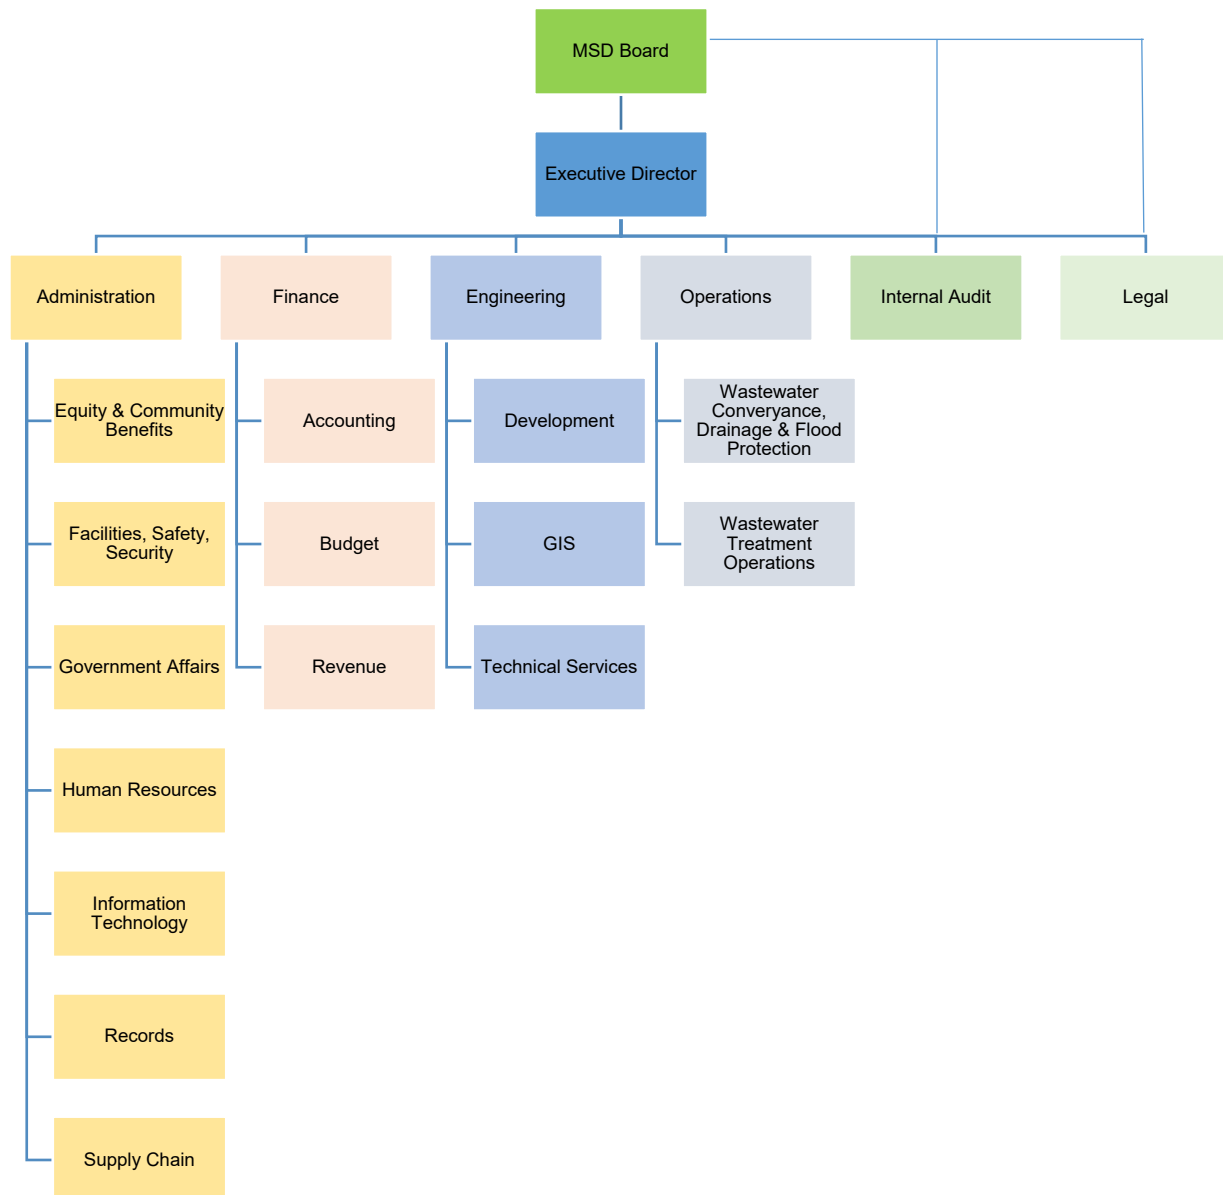 MSD Board
Executive Director
Administration
Finance
Engineering
Operations
Internal Audit
Legal
Equity & Community
Benefits
Accounting
Development
Wastewater
Converyance,
Drainage & Flood
Protection
Facilities, Safety,
Security
Budget
GIS
Wastewater
Treatment
Operations
Government Affairs
Revenue
Technical Services
Human Resources
Information
Technology
Records
Supply Chain